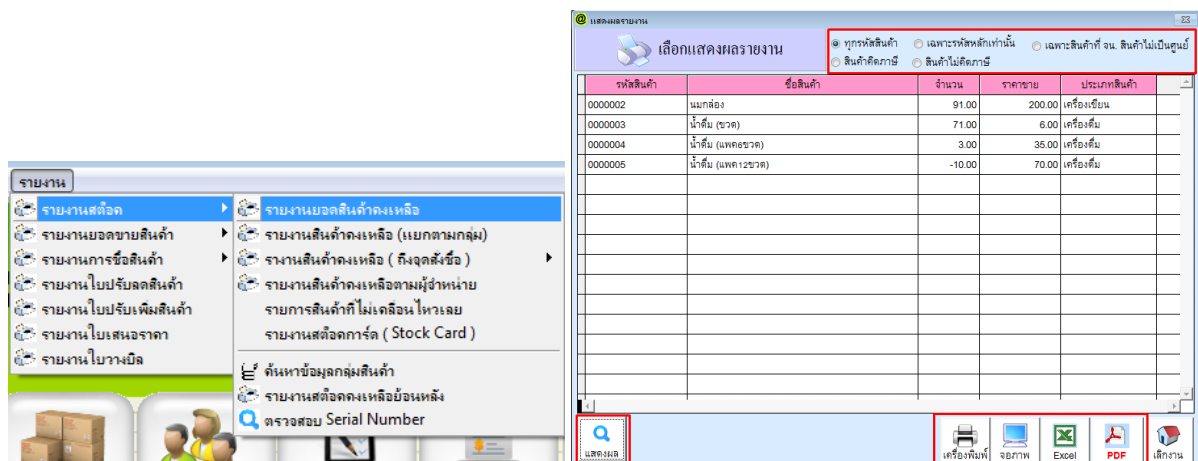 รายงาน
รายงานสต๊อค
รายงานยอดขายสินค้า
รายงานการซื้อสินค้า
รายงานใบปรับลดสินค้า
รายงานใบปรับเพิ่มสินค้า
รายงานใบเสนอราคา
รายงานใบวางบิล
รายงานยอดสินค้าคงเหลือ
รายงานสินค้าคงเหลือ (แยกตามกลุ่ม)
รางานสินค้าคงเหลือ ( ถึงจุดสั่งซื้อ )
รายงานสินค้าคงเหลือตามผู้จำหน่าย
รายการสินค้าที่ไม่เคลื่อนไหวเลย
รายงานสต๊อคการ์ด ( Stock Card )
ค้นหาข้อมูลกลุ่มสินค้า
รายงานสต๊อคคงเหลือย้อนหลัง
ตรวจสอบ Serial Number
@ แสดงผลรายงาน
เลือกแสดงผลรายงาน
ทุกรหัสสินค้า เฉพาะรหัสหลักเท่านั้น เฉพาะสินค้าที่ จน. สินค้าไม่เป็นศูนย์
สินค้าคิดภาษี สินค้าไม่คิดภาษี
รหัสสินค้า ชื่อสินค้า จำนวน ราคาขาย ประเภทสินค้า
0000002 นมกล่อง 91.00 200.00 เครื่องเขียน
0000003 น้ำดื่ม (ขวด) 71.00 6.00 เครื่องดื่ม
0000004 น้ำดื่ม (แพค6ขวด) 3.00 35.00 เครื่องดื่ม
0000005 น้ำดื่ม (แพค12ขวด) -10.00 70.00 เครื่องดื่ม
แสดงผล เครื่องพิมพ์ จอภาพ Excel PDF เลิกงาน